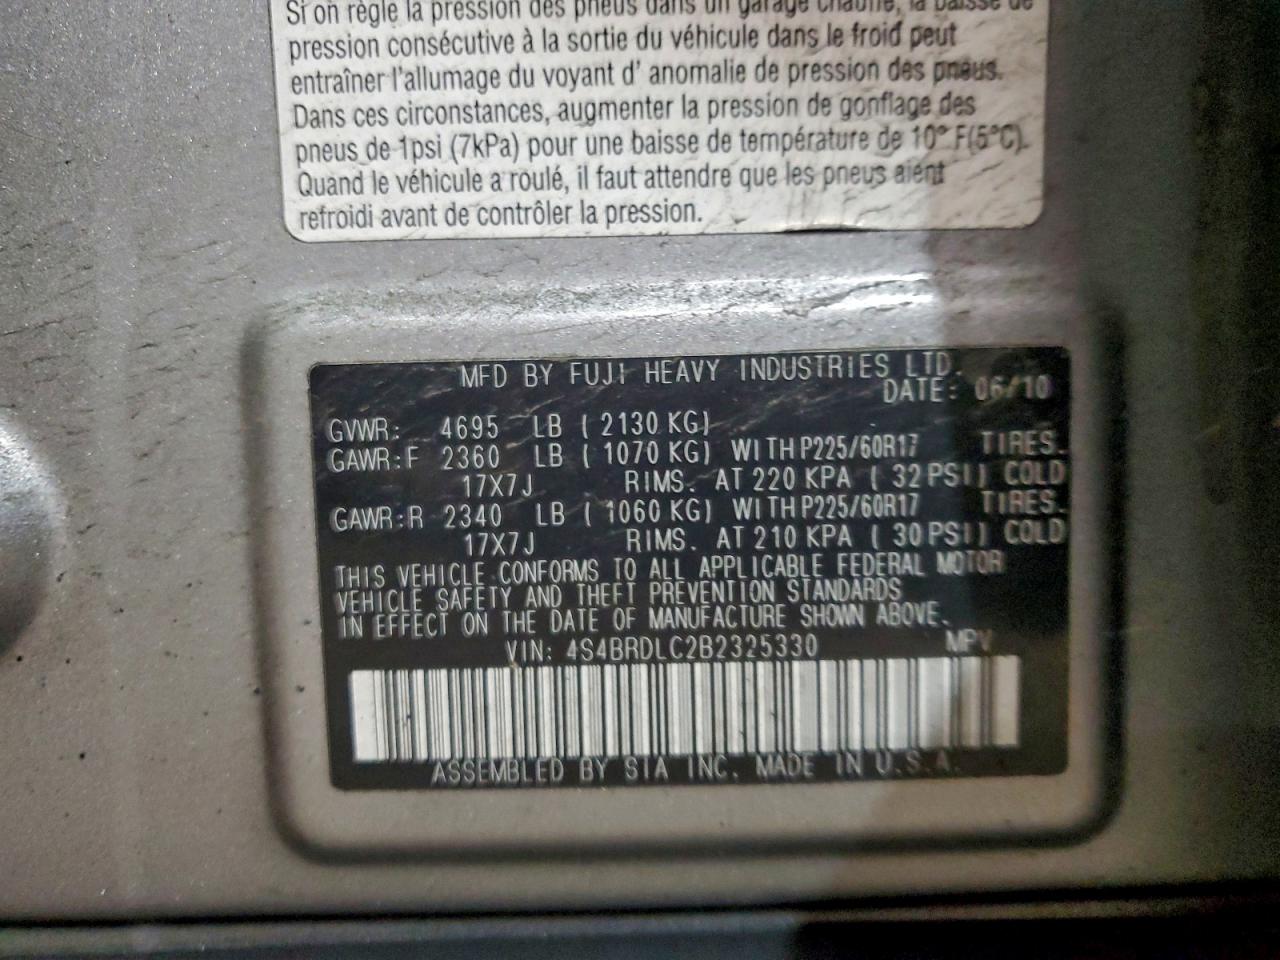 Si on règle la pression des pneus dans un garage chauffé, la baisse de
pression consécutive à la sortie du véhicule dans le froid peut
entraîner l'allumage du voyant d' anomalie de pression des pneus.
Dans ces circonstances, augmenter la pression de gonflage des
pneus de 1psi (7kPa) pour une baisse de température de 10° F(5°C).
Quand le véhicule a roulé, il faut attendre que les pneus aient
refroidi avant de contrôler la pression.
MFD BY FUJI HEAVY INDUSTRIES LTD.
DATE: 06/10
GVWR: 4695 LB ( 2130 KG)
GAWR:F 2360 LB ( 1070 KG) WITH P225/60R17 TIRES.
17X7J RIMS. AT 220 KPA ( 32 PSI) COLD
GAWR:R 2340 LB ( 1060 KG) WITH P225/60R17 TIRES.
17X7J RIMS. AT 210 KPA ( 30 PSI) COLD
THIS VEHICLE CONFORMS TO ALL APPLICABLE FEDERAL MOTOR
VEHICLE SAFETY AND THEFT PREVENTION STANDARDS
IN EFFECT ON THE DATE OF MANUFACTURE SHOWN ABOVE.
VIN: 4S4BRDLC2B2325330 MPV
ASSEMBLED BY SIA INC. MADE IN U.S.A.